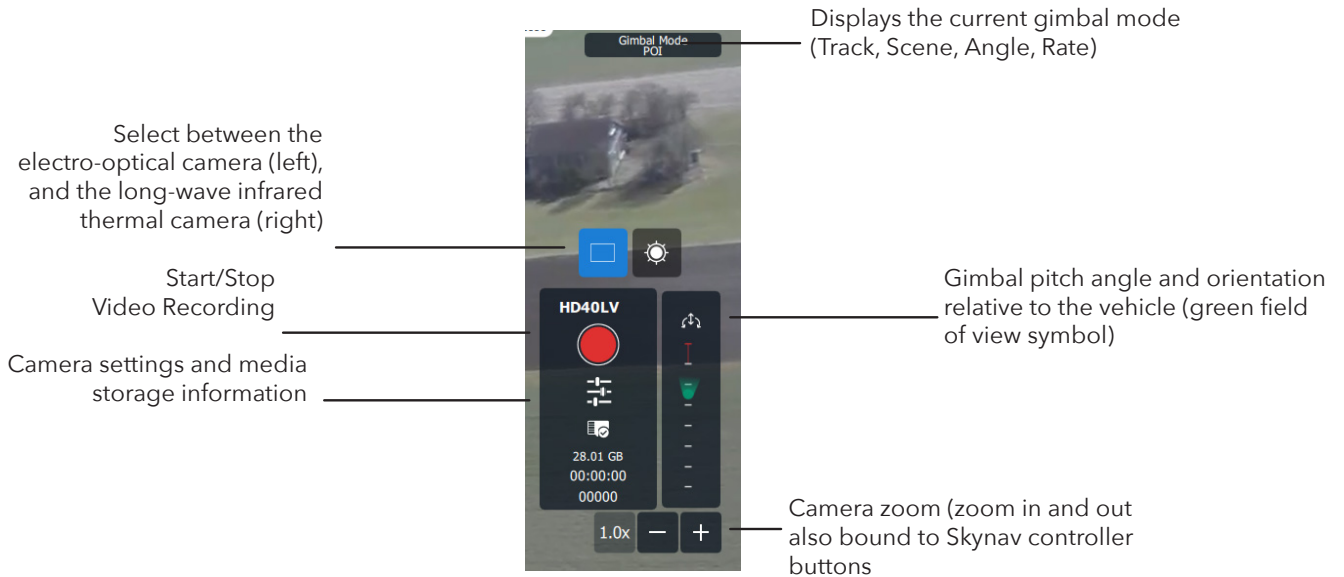 Displays the current gimbal mode
(Track, Scene, Angle, Rate)
Gimbal Mode
POI
Select between the
electro-optical camera (left),
and the long-wave infrared
thermal camera (right)
Start/Stop
Video Recording
Camera settings and media
storage information
HD40LV
28.01 GB
00:00:00
00000
1.0x
Gimbal pitch angle and orientation
relative to the vehicle (green field
of view symbol)
Camera zoom (zoom in and out
also bound to Skynav controller
buttons